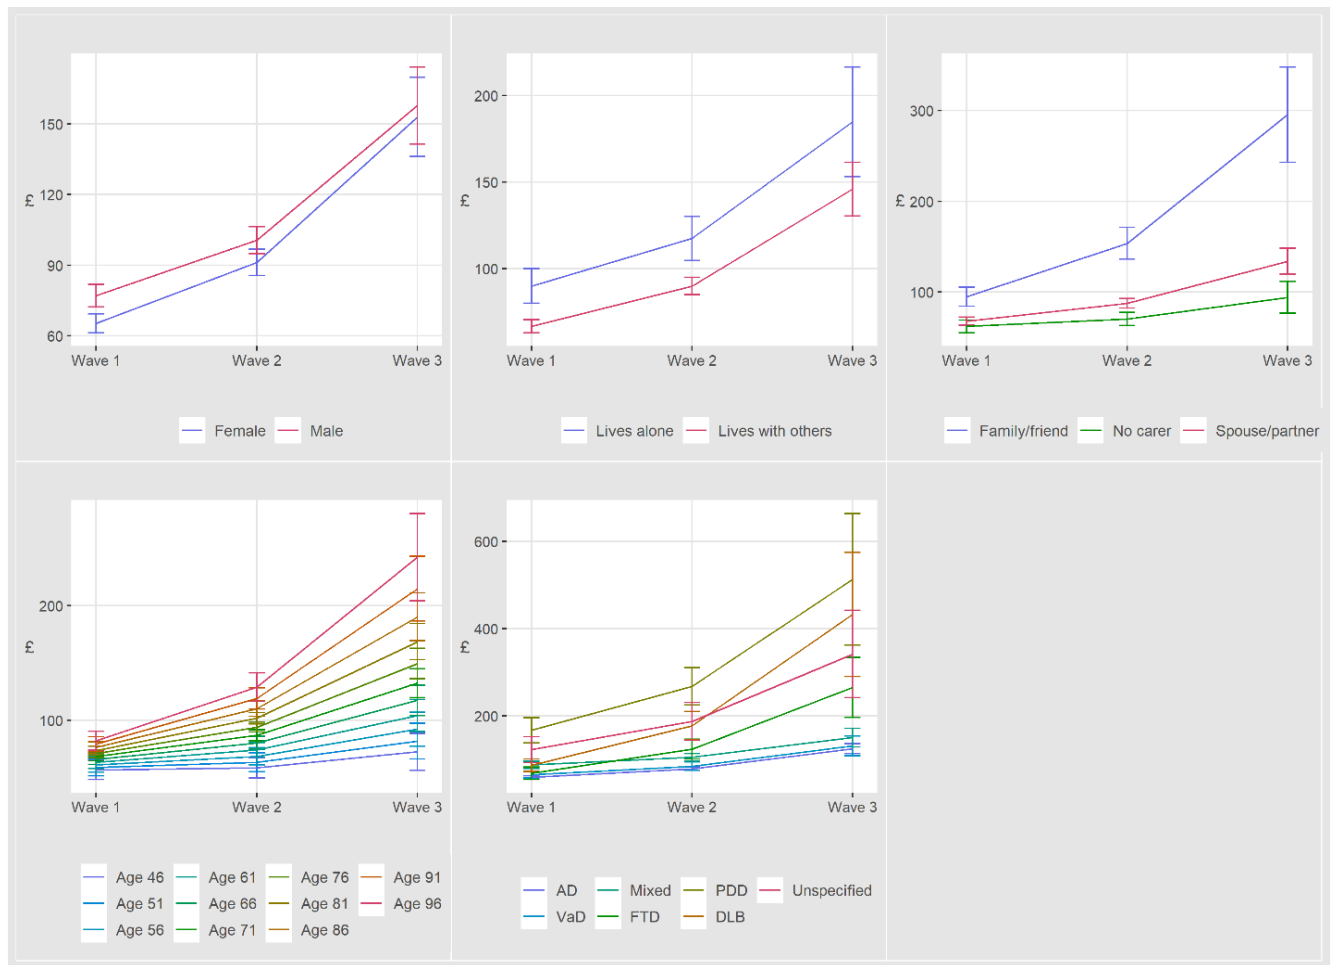 £
150
120
90
60
Wave 1 Wave 2 Wave 3
Female Male
£
200
150
100
Wave 1 Wave 2 Wave 3
Lives alone Lives with others
£
300
200
100
Wave 1 Wave 2 Wave 3
Family/friend No carer Spouse/partner
£
200
100
Wave 1 Wave 2 Wave 3
Age 46 Age 61 Age 76 Age 91
Age 51 Age 66 Age 81 Age 96
Age 56 Age 71 Age 86
£
600
400
200
Wave 1 Wave 2 Wave 3
AD Mixed PDD Unspecified
VaD FTD DLB